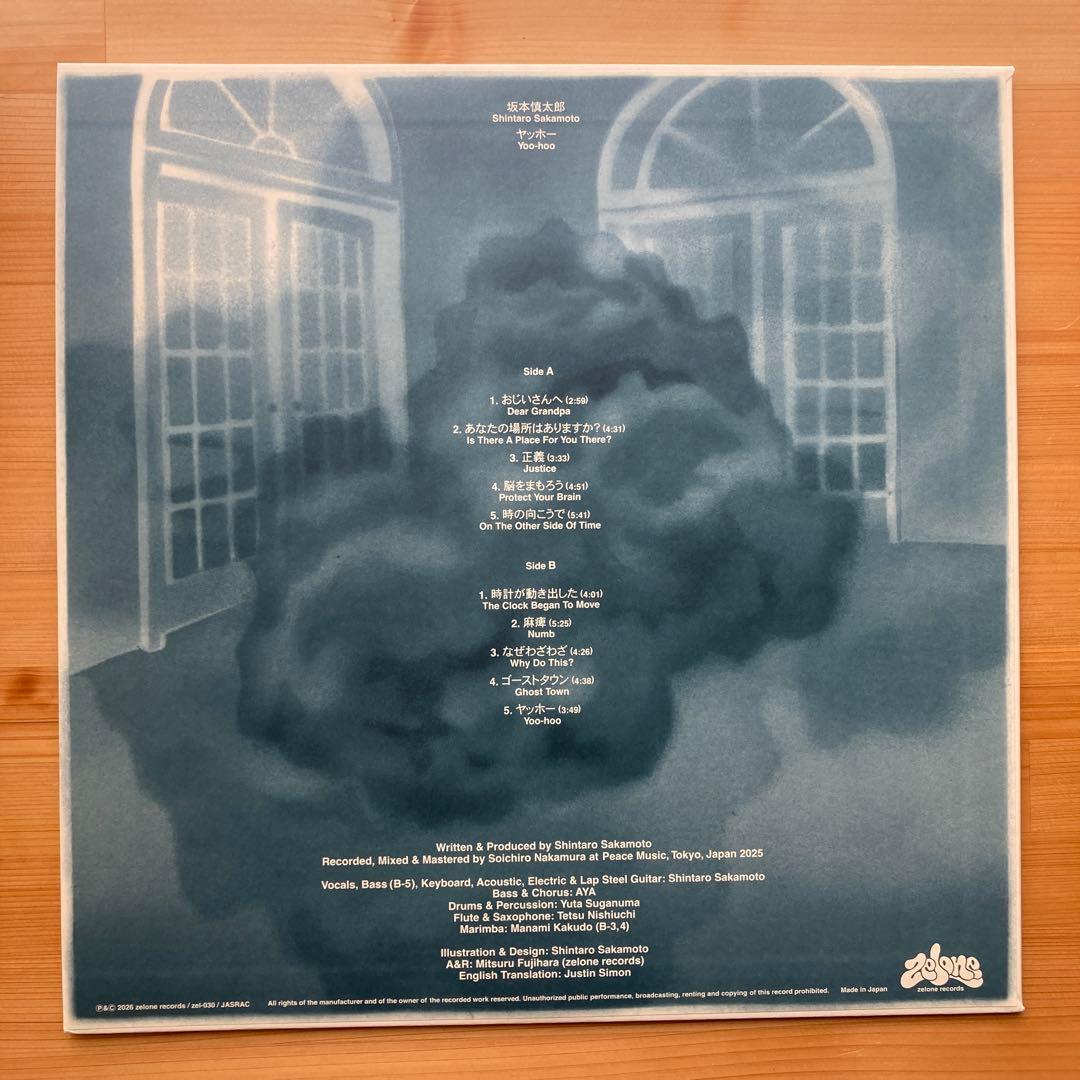 坂本慎太郎
Shintaro Sakamoto
ヤッホー
Yoo-hoo
Side A
1. おじいさんへ (2:59)
Dear Grandpa
2. あなたの場所はありますか? (4:31)
Is There A Place For You There?
3. 正義 (3:33)
Justice
4. 脳をまもろう (4:51)
Protect Your Brain
5. 時の向こうで (5:41)
On The Other Side Of Time
Side B
1. 時計が動き出した (4:01)
The Clock Began To Move
2. 麻痺 (5:25)
Numb
3. なぜわざわざ (4:26)
Why Do This?
4. ゴーストタウン (4:38)
Ghost Town
5. ヤッホー (3:49)
Yoo-hoo
Written & Produced by Shintaro Sakamoto
Recorded, Mixed & Mastered by Soichiro Nakamura at Peace Music, Tokyo, Japan 2025
Vocals, Bass (B-5), Keyboard, Acoustic, Electric & Lap Steel Guitar: Shintaro Sakamoto
Bass & Chorus: AYA
Drums & Percussion: Yuta Suganuma
Flute & Saxophone: Tetsu Nishiuchi
Marimba: Manami Kakudo (B-3,4)
Illustration & Design: Shintaro Sakamoto
A&R: Mitsuru Fujihara (zelone records)
English Translation: Justin Simon
℗&© 2026 zelone records / zel-030 / JASRAC All rights of the manufacturer and of the owner of the recorded work reserved. Unauthorized public performance, broadcasting, renting and copying of this record prohibited. Made in Japan
zelone
zelone records